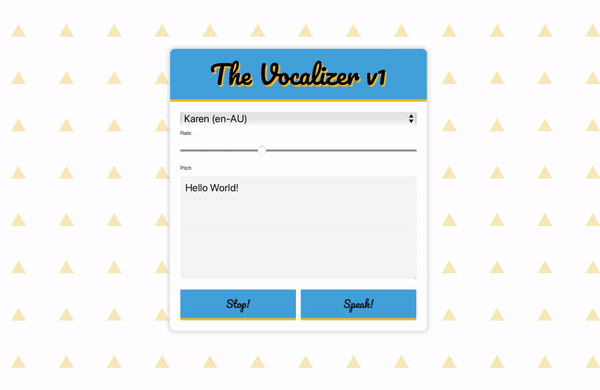 The Vocalizer v1
Karen (en-AU)
Rate:
Pitch
Hello World!
Stop!
Speak!